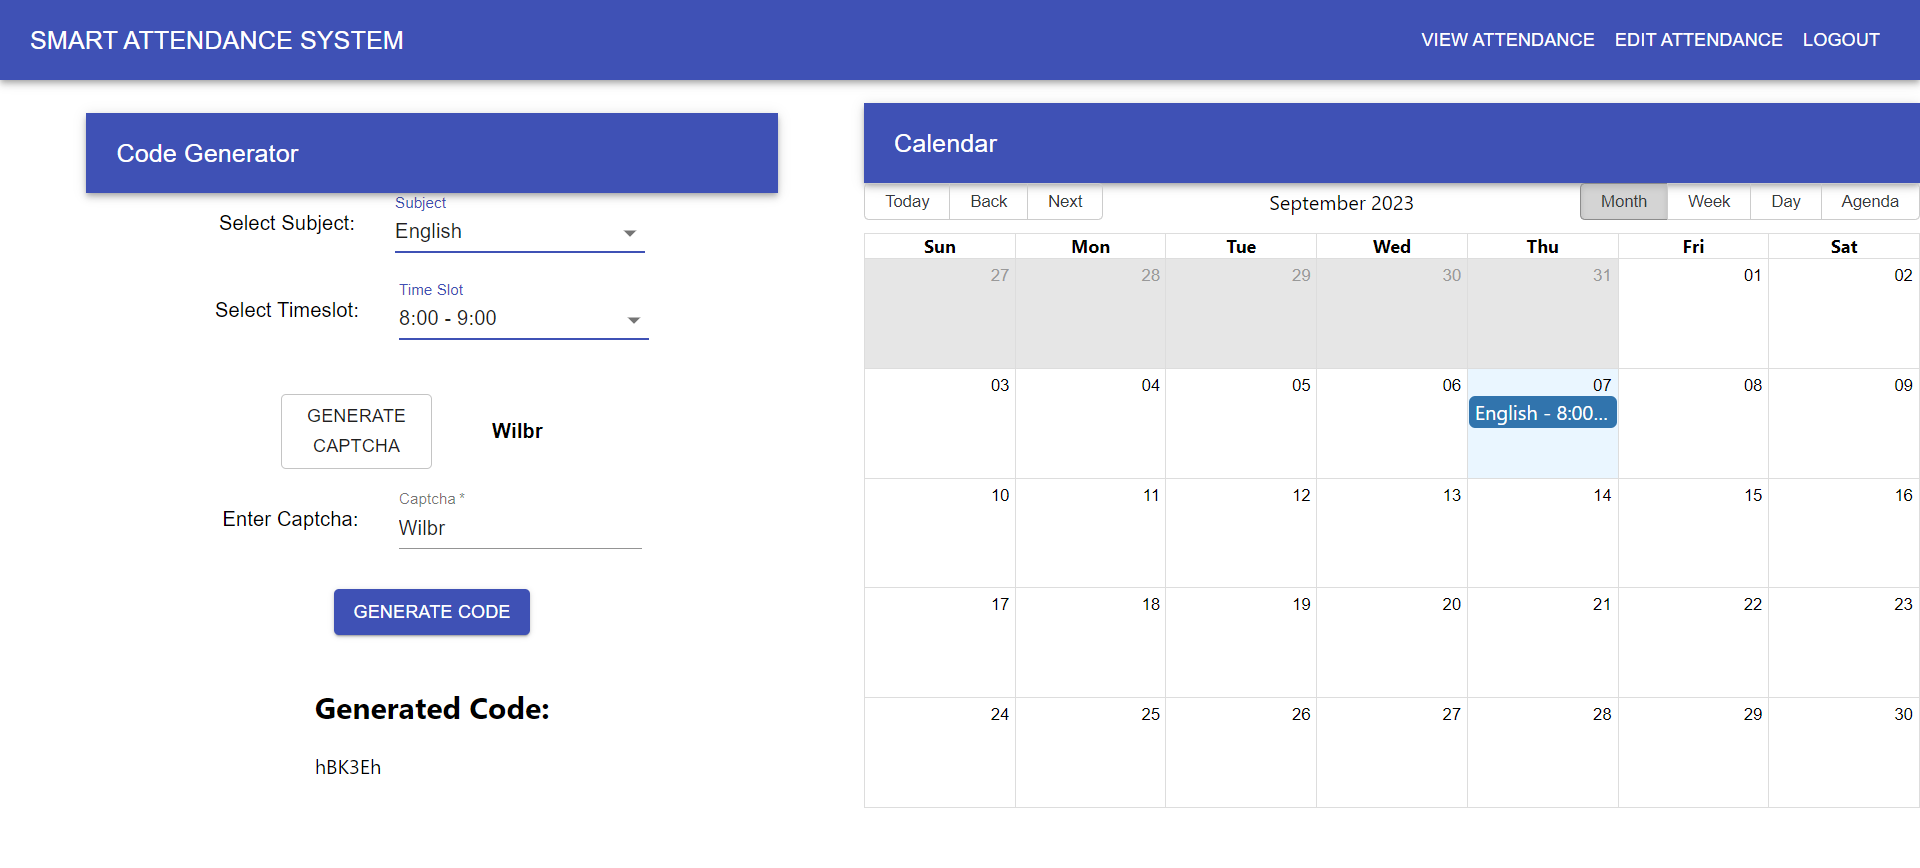 SMART ATTENDANCE SYSTEM
VIEW ATTENDANCE EDIT ATTENDANCE LOGOUT
Code Generator
Select Subject:
Subject
English
Select Timeslot:
Time Slot
8:00 - 9:00
GENERATE
CAPTCHA
Wilbr
Enter Captcha:
Captcha *
Wilbr
GENERATE CODE
Generated Code:
hBK3Eh
Calendar
Today Back Next
September 2023
Month Week Day Agenda
Sun Mon Tue Wed Thu Fri Sat
27 28 29 30 31 01 02
03 04 05 06 07 08 09
English - 8:00...
10 11 12 13 14 15 16
17 18 19 20 21 22 23
24 25 26 27 28 29 30